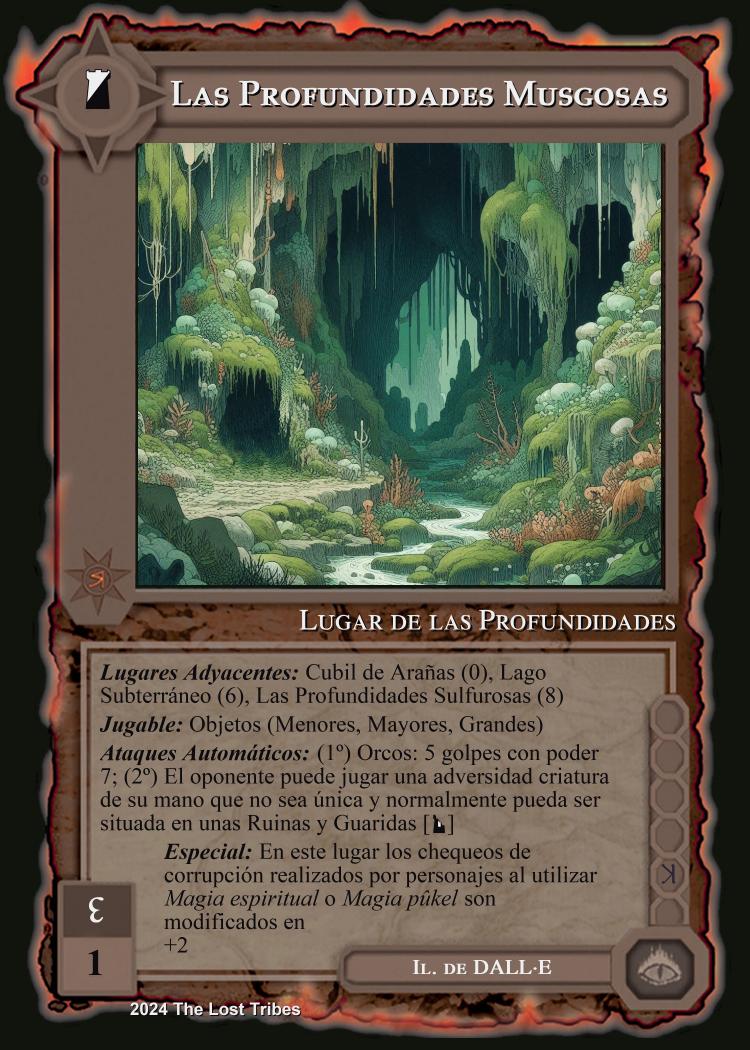 Las Profundidades Musgosas
Lugar de las Profundidades
Lugares Adyacentes: Cubil de Arañas (0), Lago
Subterráneo (6), Las Profundidades Sulfurosas (8)
Jugable: Objetos (Menores, Mayores, Grandes)
Ataques Automáticos: (1º) Orcos: 5 golpes con poder
7; (2º) El oponente puede jugar una adversidad criatura
de su mano que no sea única y normalmente pueda ser
situada en unas Ruinas y Guaridas []
Especial: En este lugar los chequeos de
corrupción realizados por personajes al utilizar
Magia espiritual o Magia pûkel son
modificados en
+2
1
Il. de DALL·E
2024 The Lost Tribes